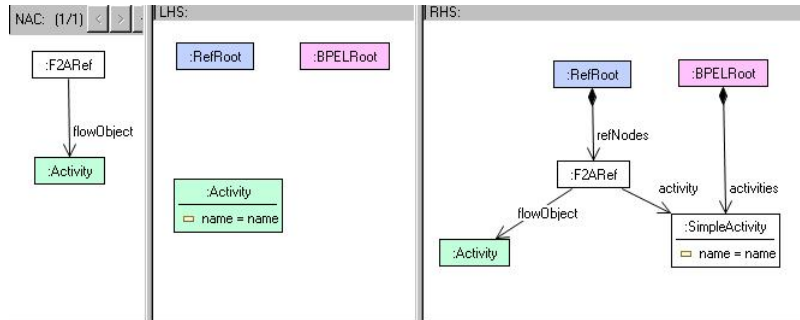 NAC: (1/1) < >
:F2ARef
flowObject
:Activity
LHS:
:RefRoot
:BPELRoot
:Activity
name = name
RHS:
:RefRoot
:BPELRoot
refNodes
:F2ARef
activity
activities
flowObject
:SimpleActivity
name = name
:Activity